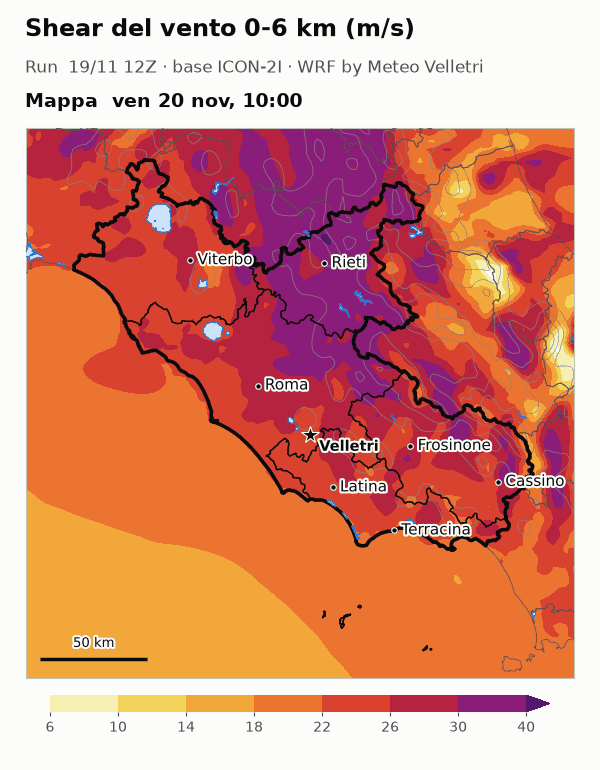 Shear del vento 0-6 km (m/s)
Run  19/11 12Z · base ICON-2I · WRF by Meteo Velletri
Mappa  ven 20 nov, 10:00
Viterbo
Rieti
Roma
Velletri
Frosinone
Cassino
Latina
Terracina
50 km
6 10 14 18 22 26 30 40